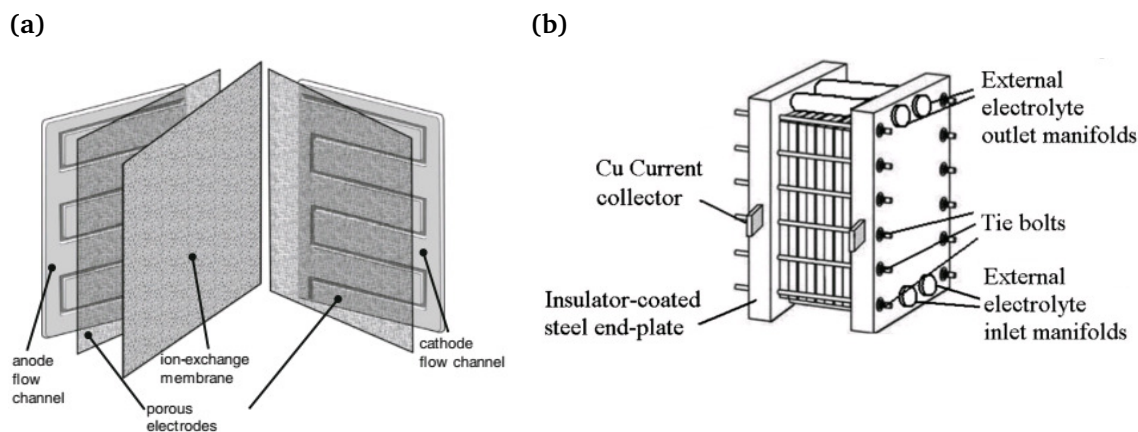 (a)
anode
flow
channel
ion-exchange
membrane
porous
electrodes
cathode
flow channel
(b)
External
electrolyte
outlet manifolds
Cu Current
collector
Tie bolts
Insulator-coated
steel end-plate
External
electrolyte
inlet manifolds